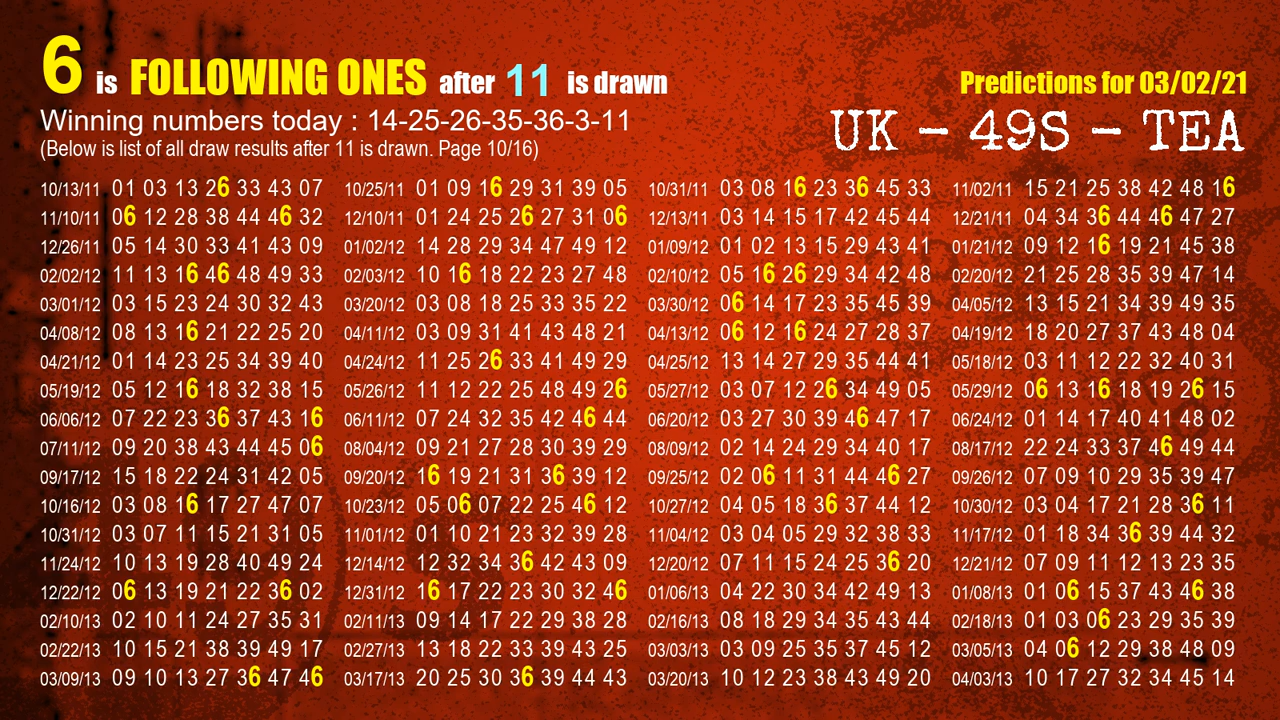 6 is FOLLOWING ONES after 11 is drawn
Predictions for 03/02/21
Winning numbers today : 14-25-26-35-36-3-11
UK - 49S - TEA
(Below is list of all draw results after 11 is drawn. Page 10/16)
10/13/11 01 03 13 26 33 43 07 10/25/11 01 09 16 29 31 39 05 10/31/11 03 08 16 23 36 45 33 11/02/11 15 21 25 38 42 48 16
11/10/11 06 12 28 38 44 46 32 12/10/11 01 24 25 26 27 31 06 12/13/11 03 14 15 17 42 45 44 12/21/11 04 34 36 44 46 47 27
12/26/11 05 14 30 33 41 43 09 01/02/12 14 28 29 34 47 49 12 01/09/12 01 02 13 15 29 43 41 01/21/12 09 12 16 19 21 45 38
02/02/12 11 13 16 46 48 49 33 02/03/12 10 16 18 22 23 27 48 02/10/12 05 16 26 29 34 42 48 02/20/12 21 25 28 35 39 47 14
03/01/12 03 15 23 24 30 32 43 03/20/12 03 08 18 25 33 35 22 03/30/12 06 14 17 23 35 45 39 04/05/12 13 15 21 34 39 49 35
04/08/12 08 13 16 21 22 25 20 04/11/12 03 09 31 41 43 48 21 04/13/12 06 12 16 24 27 28 37 04/19/12 18 20 27 37 43 48 04
04/21/12 01 14 23 25 34 39 40 04/24/12 11 25 26 33 41 49 29 04/25/12 13 14 27 29 35 44 41 05/18/12 03 11 12 22 32 40 31
05/19/12 05 12 16 18 32 38 15 05/26/12 11 12 22 25 48 49 26 05/27/12 03 07 12 26 34 49 05 05/29/12 06 13 16 18 19 26 15
06/06/12 07 22 23 36 37 43 16 06/11/12 07 24 32 35 42 46 44 06/20/12 03 27 30 39 46 47 17 06/24/12 01 14 17 40 41 48 02
07/11/12 09 20 38 43 44 45 06 08/04/12 09 21 27 28 30 39 29 08/09/12 02 14 24 29 34 40 17 08/17/12 22 24 33 37 46 49 44
09/17/12 15 18 22 24 31 42 05 09/20/12 16 19 21 31 36 39 12 09/25/12 02 06 11 31 44 46 27 09/26/12 07 09 10 29 35 39 47
10/16/12 03 08 16 17 27 47 07 10/23/12 05 06 07 22 25 46 12 10/27/12 04 05 18 36 37 44 12 10/30/12 03 04 17 21 28 36 11
10/31/12 03 07 11 15 21 31 05 11/01/12 01 10 21 23 32 39 28 11/04/12 03 04 05 29 32 38 33 11/17/12 01 18 34 36 39 44 32
11/24/12 10 13 19 28 40 49 24 12/14/12 12 32 34 36 42 43 09 12/20/12 07 11 15 24 25 36 20 12/21/12 07 09 11 12 13 23 35
12/22/12 06 13 19 21 22 36 02 12/31/12 16 17 22 23 30 32 46 01/06/13 04 22 30 34 42 49 13 01/08/13 01 06 15 37 43 46 38
02/10/13 02 10 11 24 27 35 31 02/11/13 09 14 17 22 29 38 28 02/16/13 08 18 29 34 35 43 44 02/18/13 01 03 06 23 29 35 39
02/22/13 10 15 21 38 39 49 17 02/27/13 13 18 22 33 39 43 25 03/03/13 03 09 25 35 37 45 12 03/05/13 04 06 12 29 38 48 09
03/09/13 09 10 13 27 36 47 46 03/17/13 20 25 30 36 39 44 43 03/20/13 10 12 23 38 43 49 20 04/03/13 10 17 27 32 34 45 14